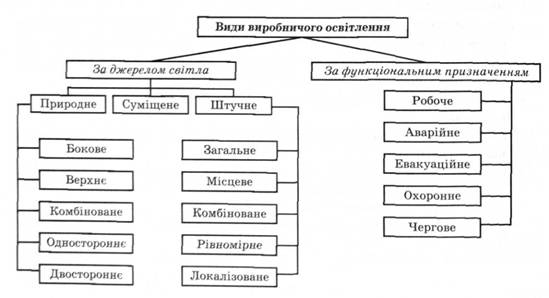 Види виробничого освітлення
За джерелом світла
За функціональним призначенням
Природне
Суміщене
Штучне
Бокове
Верхнє
Комбіноване
Одностороннє
Двостороннє
Загальне
Місцеве
Комбіноване
Рівномірне
Локалізоване
Робоче
Аварійне
Евакуаційне
Охоронне
Чергове